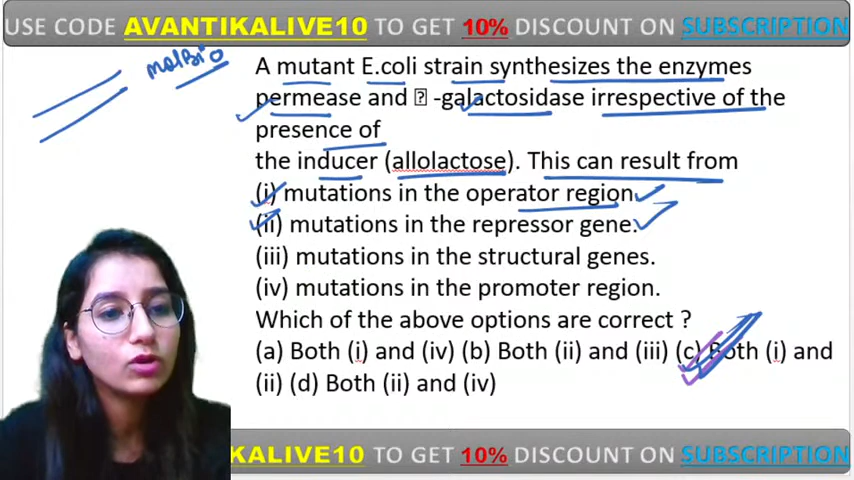 USE CODE AVANTIKALIVE10 TO GET 10% DISCOUNT ON SUBSCRIPTION
MolBio
A mutant E.coli strain synthesizes the enzymes
permease and -galactosidase irrespective of the
presence of
the inducer (allolactose). This can result from
(i) mutations in the operator region
(ii) mutations in the repressor gene.
(iii) mutations in the structural genes.
(iv) mutations in the promoter region.
Which of the above options are correct ?
(a) Both (i) and (iv) (b) Both (ii) and (iii) (c) Both (i) and
(ii) (d) Both (ii) and (iv)
KALIVE10 TO GET 10% DISCOUNT ON SUBSCRIPTION